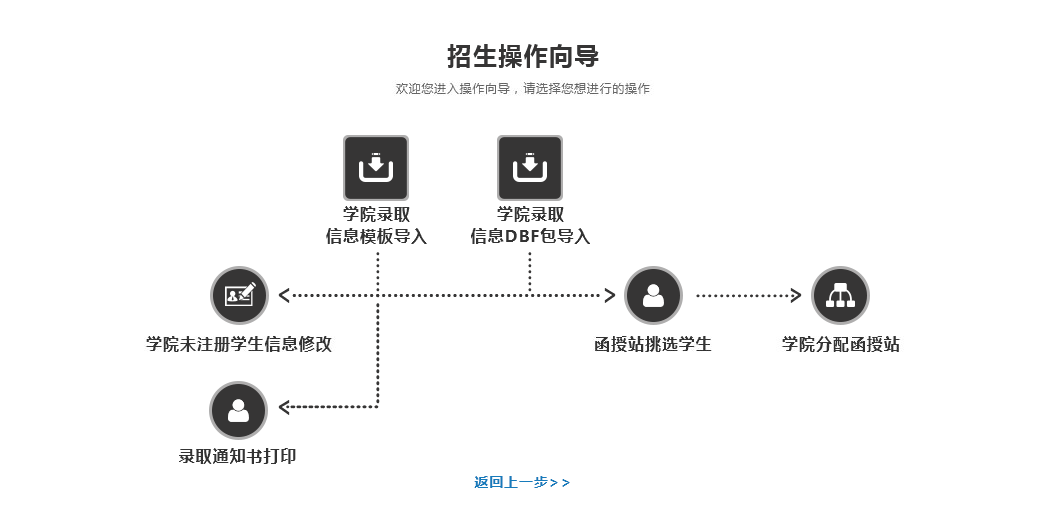 招生操作向导
欢迎您进入操作向导，请选择您想进行的操作
学院录取
信息模板导入
学院录取
信息DBF包导入
学院未注册学生信息修改
函授站挑选学生
学院分配函授站
录取通知书打印
返回上一步>>